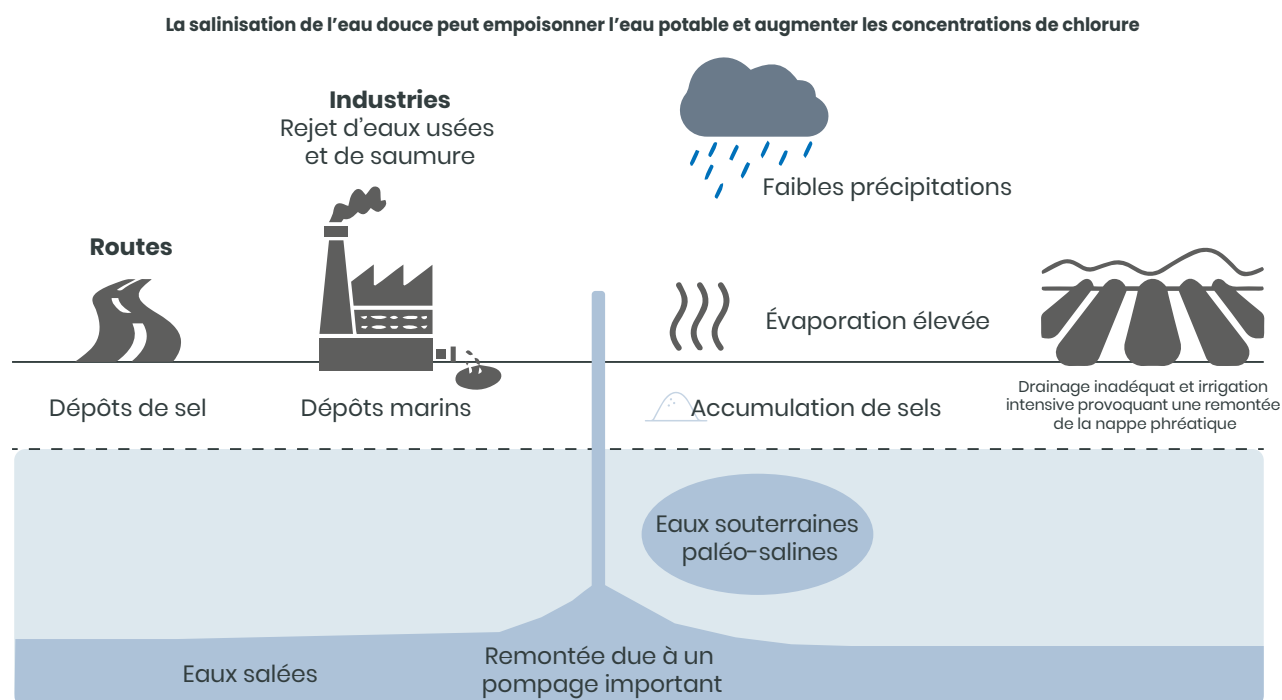 La salinisation de l’eau douce peut empoisonner l’eau potable et augmenter les concentrations de chlorure
Industries
Rejet d’eaux usées
et de saumure
Faibles précipitations
Routes
Évaporation élevée
Dépôts de sel
Dépôts marins
Accumulation de sels
Drainage inadéquat et irrigation
intensive provoquant une remontée
de la nappe phréatique
Eaux souterraines
paléo-salines
Eaux salées
Remontée due à un
pompage important